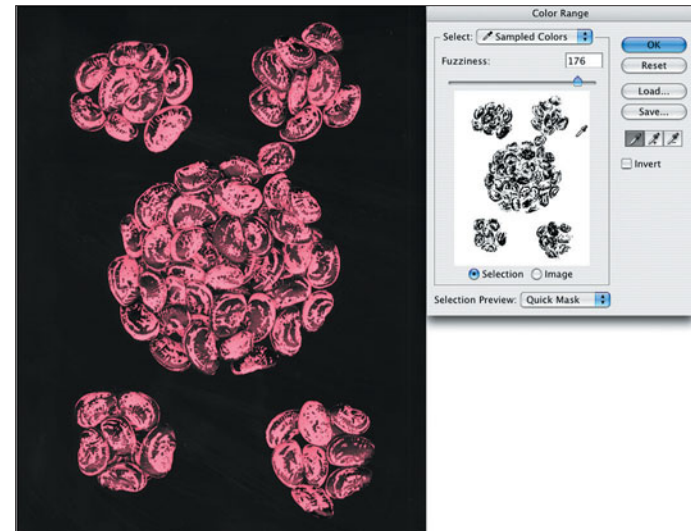 Color Range
Select: Sampled Colors
Fuzziness: 176
OK
Reset
Load...
Save...
Invert
Selection Image
Selection Preview: Quick Mask